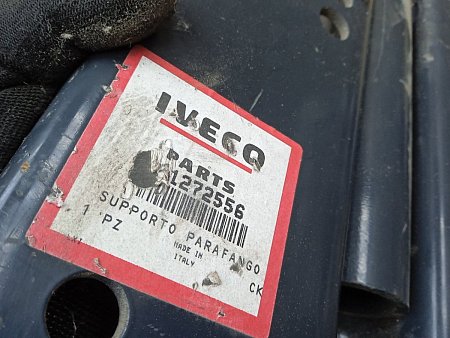 IVECO
PARTS
1272556
SUPPORTO PARAFANGO
1 PZ
MADE IN
ITALY
CK